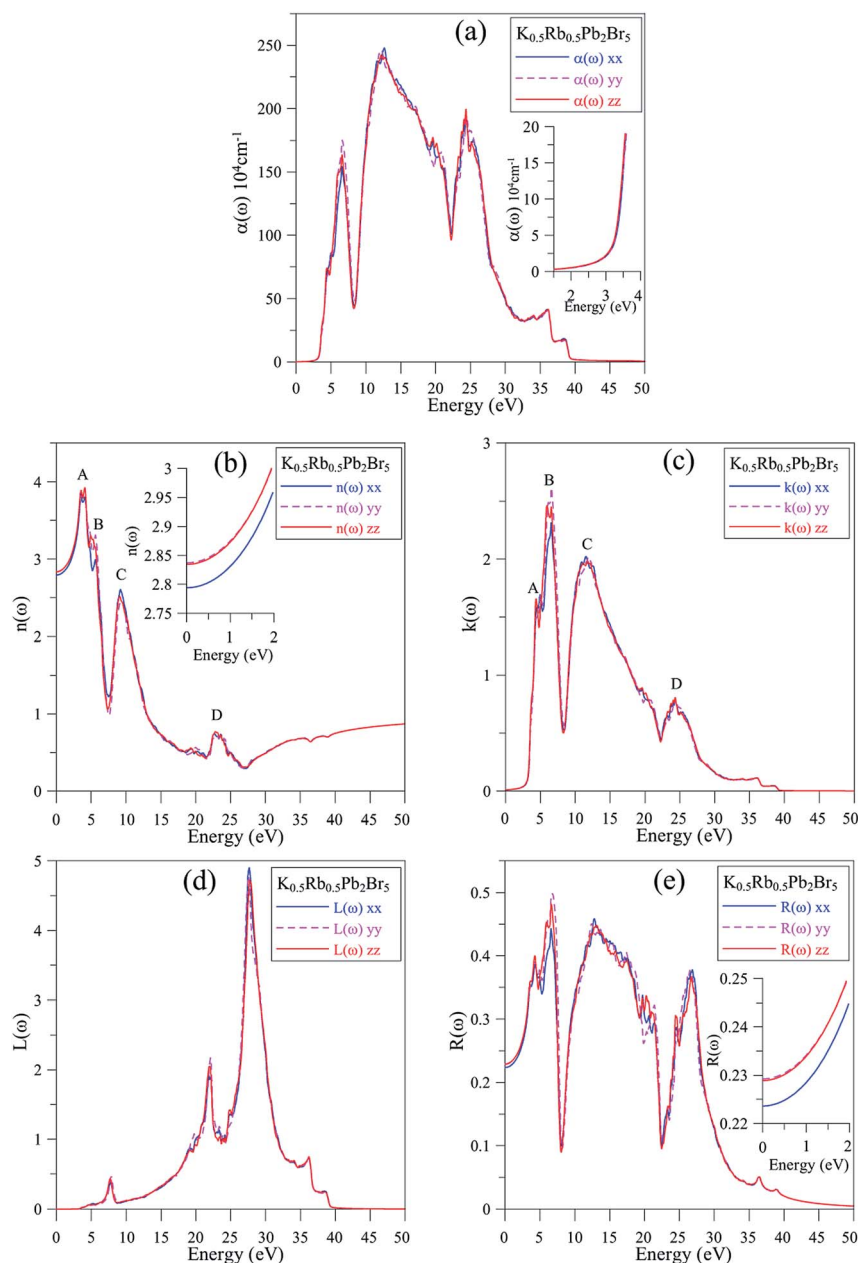 (a)
K₀.₅Rb₀.₅Pb₂Br₅
α(ω) xx
α(ω) yy
α(ω) zz
α(ω) 10⁴cm⁻¹
250
200
150
100
50
0
0 5 10 15 20 25 30 35 40 45 50
Energy (eV)
α(ω) 10⁴cm⁻¹
20
15
10
5
0
2 3 4
Energy (eV)
(b)
K₀.₅Rb₀.₅Pb₂Br₅
n(ω) xx
n(ω) yy
n(ω) zz
A
B
C
D
n(ω)
4
3
2
1
0
0 5 10 15 20 25 30 35 40 45 50
Energy (eV)
n(ω)
3
2.95
2.9
2.85
2.8
2.75
0 1 2
Energy (eV)
(c)
K₀.₅Rb₀.₅Pb₂Br₅
k(ω) xx
k(ω) yy
k(ω) zz
B
C
A
D
k(ω)
3
2
1
0
0 5 10 15 20 25 30 35 40 45 50
Energy (eV)
(d)
K₀.₅Rb₀.₅Pb₂Br₅
L(ω) xx
L(ω) yy
L(ω) zz
L(ω)
5
4
3
2
1
0
0 5 10 15 20 25 30 35 40 45 50
Energy (eV)
(e)
K₀.₅Rb₀.₅Pb₂Br₅
R(ω) xx
R(ω) yy
R(ω) zz
R(ω)
0.5
0.4
0.3
0.2
0.1
0
0 5 10 15 20 25 30 35 40 45 50
Energy (eV)
R(ω)
0.25
0.24
0.23
0.22
0 1 2
Energy (eV)